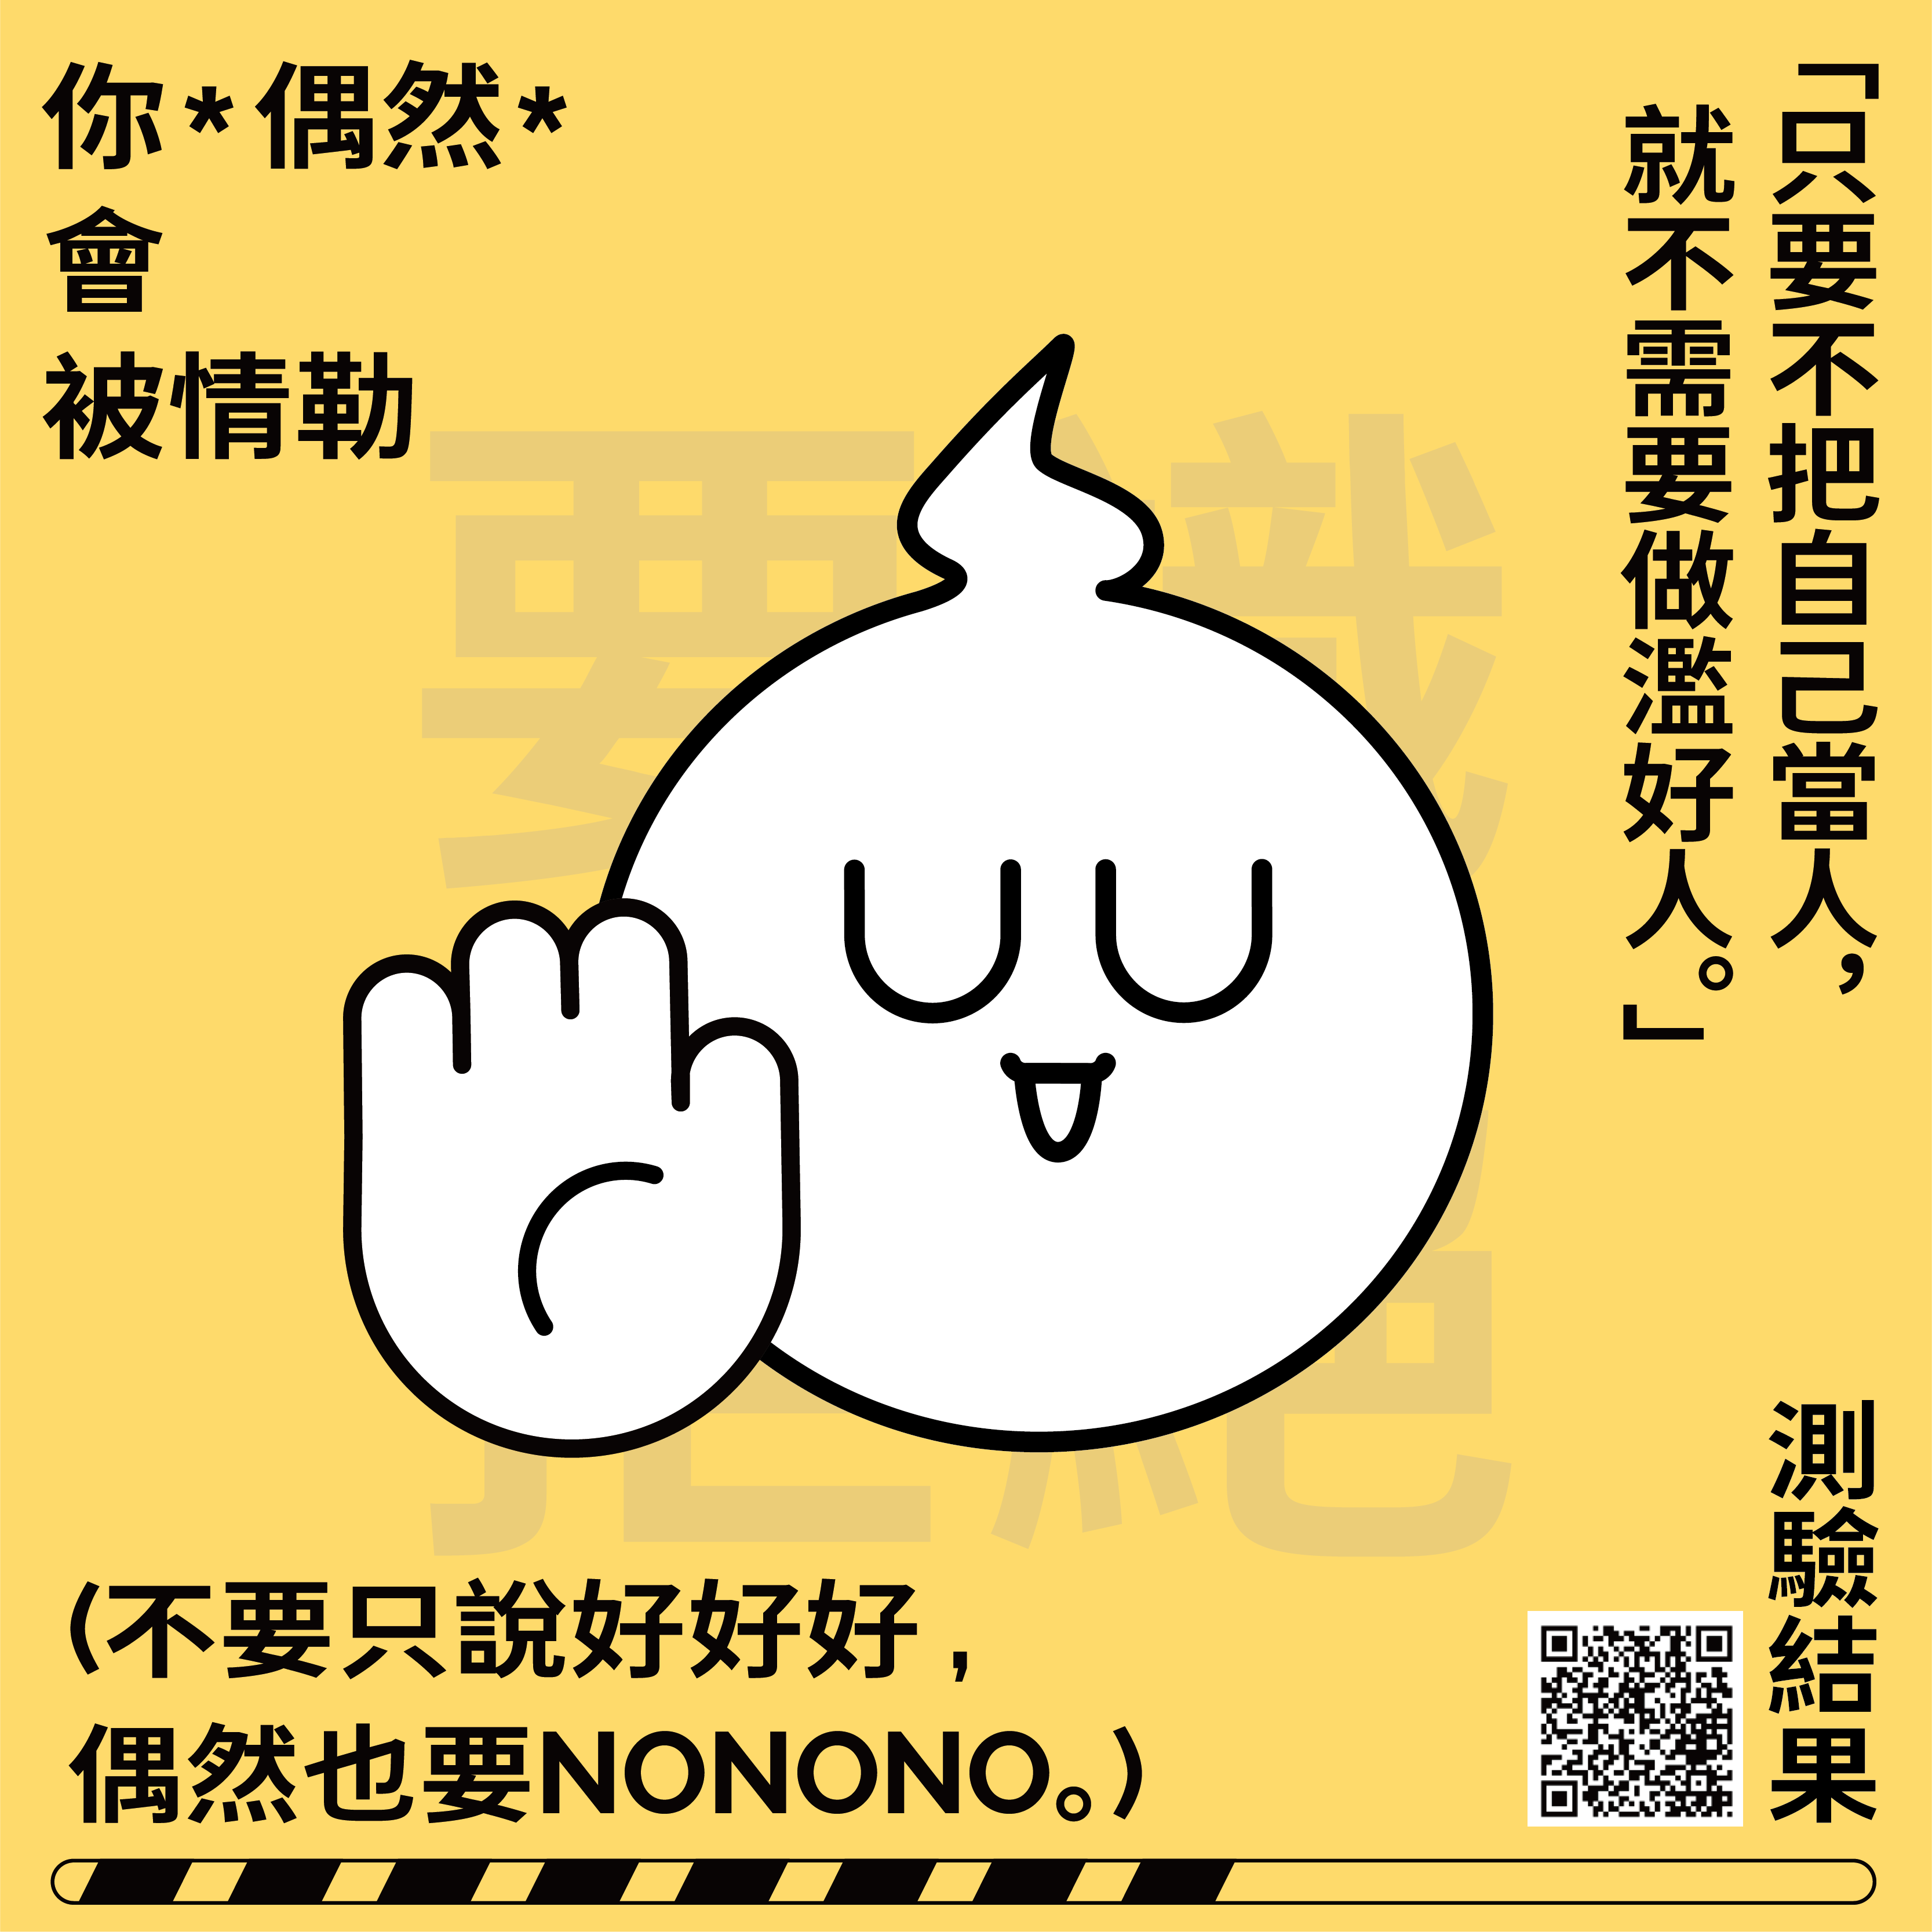 你*偶然*
會
被情勒
「只要不把自己當人，
就不需要做濫好人。」
(不要只說好好好，
偶然也要NONONO。)
測驗結果